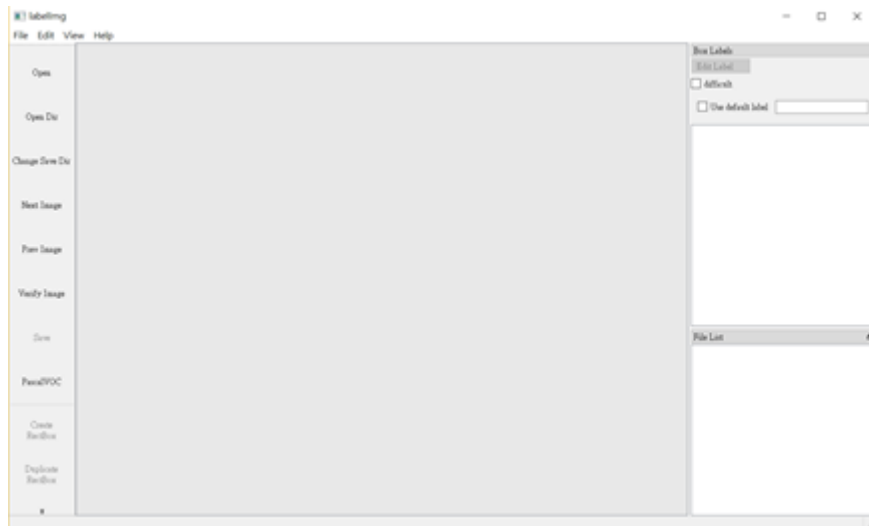 labelImg
File Edit View Help
Open
Open Dir
Change Save Dir
Next Image
Prev Image
Verify Image
Save
PascalVOC
Create
RectBox
Duplicate
RectBox
Box Labels
Edit Label
difficult
Use default label
File List